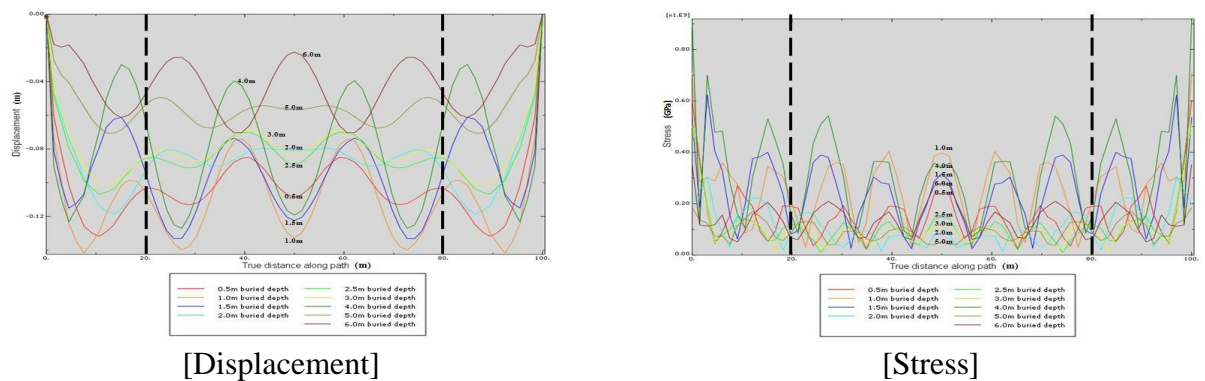 0.00
-0.04
-0.08
-0.12
Displacement (m)
6.0m
4.0m
5.0m
3.0m
2.0m
2.5m
0.5m
1.5m
1.0m
0. 20. 40. 60. 80. 100.
True distance along path (m)
0.5m buried depth 2.5m buried depth
1.0m buried depth 3.0m buried depth
1.5m buried depth 4.0m buried depth
2.0m buried depth 5.0m buried depth
6.0m buried depth
[Displacement]
[x1.E9]
0.80
0.60
0.40
0.20
0.00
Stress (GPa)
1.0m
4.0m
1.5m
6.0m
0.5m
2.5m
3.0m
2.0m
5.0m
0. 20. 40. 60. 80. 100.
True distance along path (m)
0.5m buried depth 2.5m buried depth
1.0m buried depth 3.0m buried depth
1.5m buried depth 4.0m buried depth
2.0m buried depth 5.0m buried depth
6.0m buried depth
[Stress]